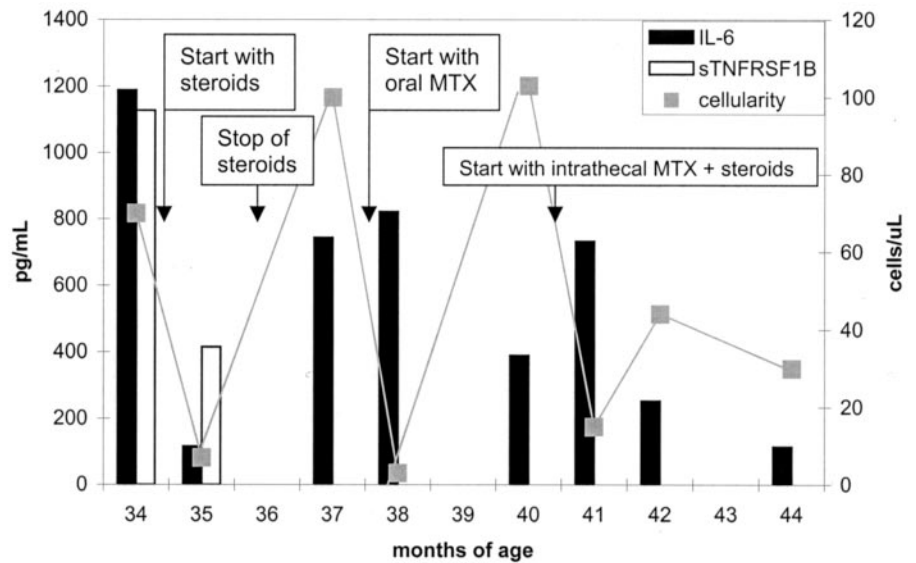 1400
1200
1000
800
600
400
200
0
pg/mL
120
100
80
60
40
20
0
cells/uL
IL-6
sTNFRSF1B
cellularity
Start with
steroids
Stop of
steroids
Start with
oral MTX
Start with intrathecal MTX + steroids
34 35 36 37 38 39 40 41 42 43 44
months of age